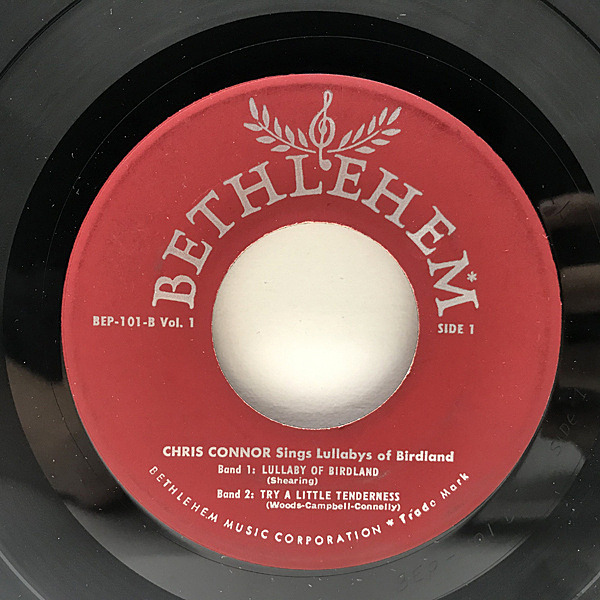 BETHLEHEM*
BEP-101-B Vol. 1
SIDE 1
CHRIS CONNOR Sings Lullabys of Birdland
Band 1: LULLABY OF BIRDLAND
(Shearing)
Band 2: TRY A LITTLE TENDERNESS
(Woods-Campbell-Connelly)
BETHLEHEM MUSIC CORPORATION * Trade Mark